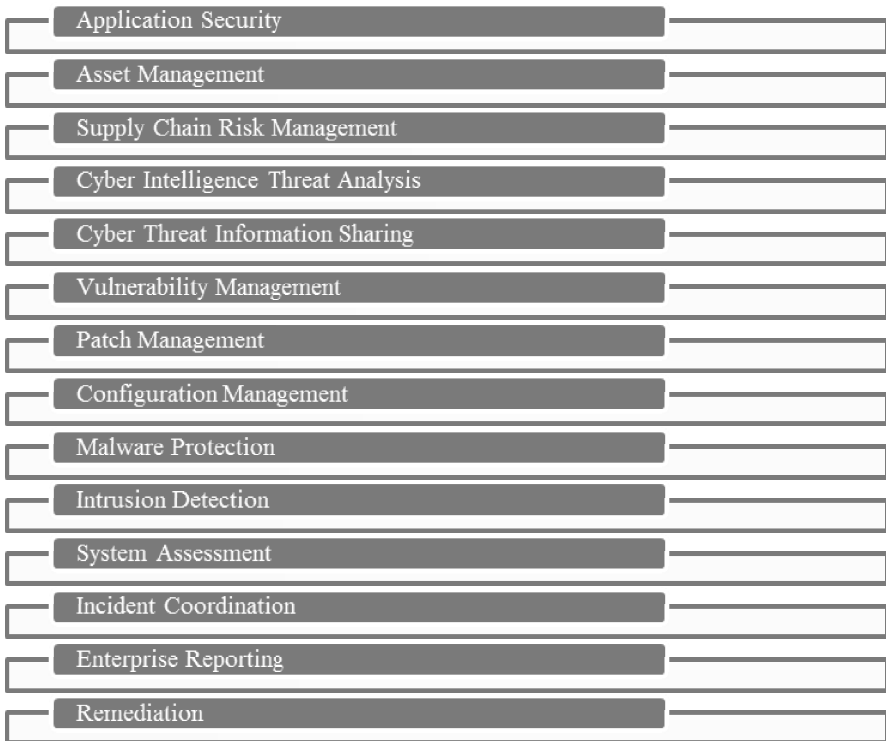 Application Security
Asset Management
Supply Chain Risk Management
Cyber Intelligence Threat Analysis
Cyber Threat Information Sharing
Vulnerability Management
Patch Management
Configuration Management
Malware Protection
Intrusion Detection
System Assessment
Incident Coordination
Enterprise Reporting
Remediation